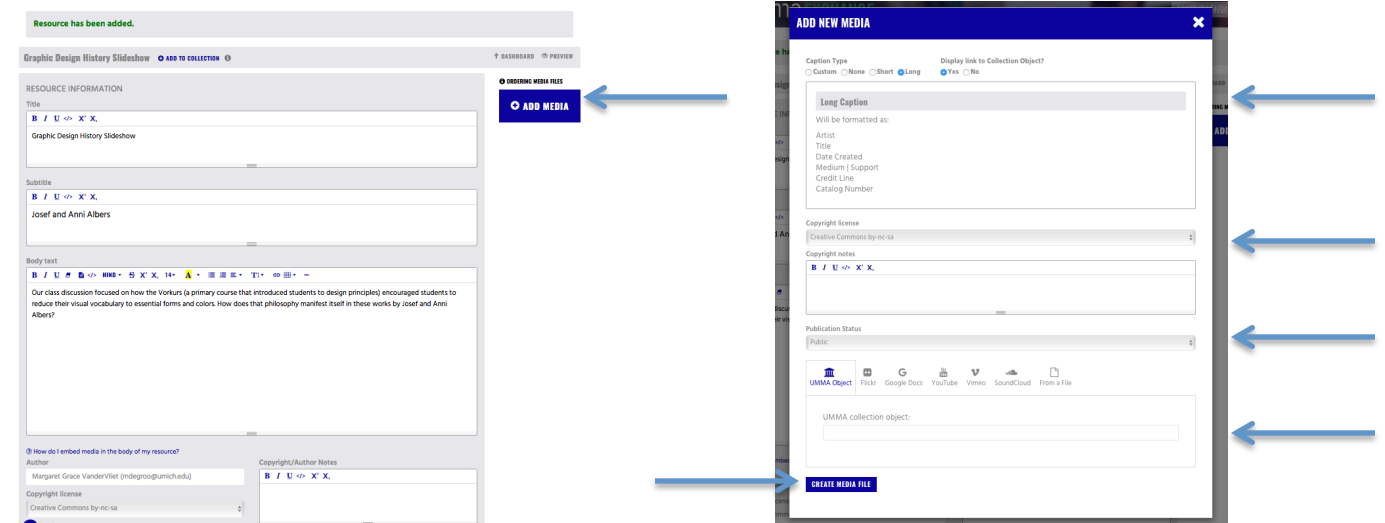 Resource has been added.
Graphic Design History Slideshow ADD TO COLLECTION
DASHBOARD PREVIEW
RESOURCE INFORMATION
Title
B I U </> X' X,
Graphic Design History Slideshow
Subtitle
B I U </> X' X,
Josef and Anni Albers
Body text
B I U </> HIND S X' X, 14 A T
Our class discussion focused on how the Vorkurs (a primary course that introduced students to design principles) encouraged students to
reduce their visual vocabulary to essential forms and colors. How does that philosophy manifest itself in these works by Josef and Anni
Albers?
How do I embed media in the body of my resource?
Author
Margaret Grace VanderVliet (mdegroo@umich.edu)
Copyright license
Creative Commons by-nc-sa
Copyright/Author Notes
B I U </> X' X,
ORDERING MEDIA FILES
ADD MEDIA
ADD NEW MEDIA
Caption Type
Custom None Short Long
Display link to Collection Object?
Yes No
Long Caption
Will be formatted as:
Artist
Title
Date Created
Medium | Support
Credit Line
Catalog Number
Copyright license
Creative Commons by-nc-sa
Copyright notes
B I U </> X' X,
Publication Status
Public
UMMA Object Flickr Google Docs YouTube Vimeo SoundCloud From a File
UMMA collection object:
CREATE MEDIA FILE